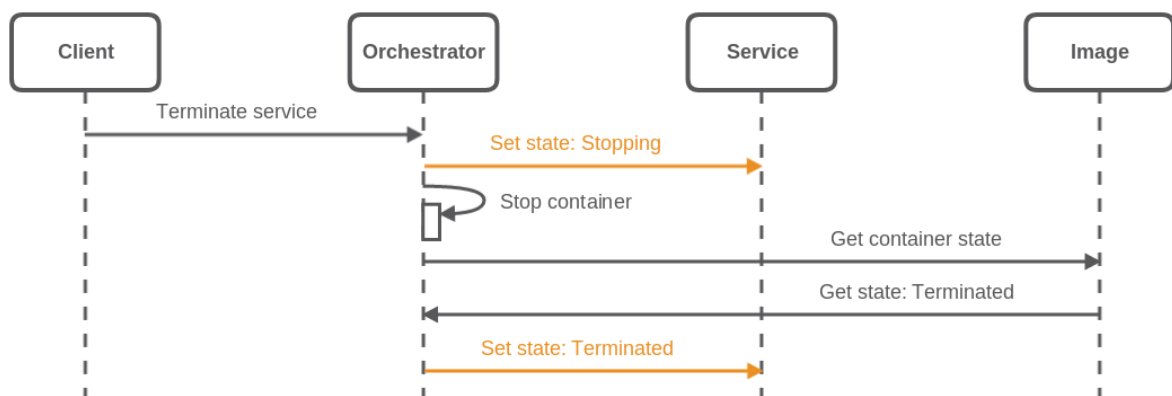 Client
Orchestrator
Service
Image
Terminate service
Set state: Stopping
Stop container
Get container state
Get state: Terminated
Set state: Terminated